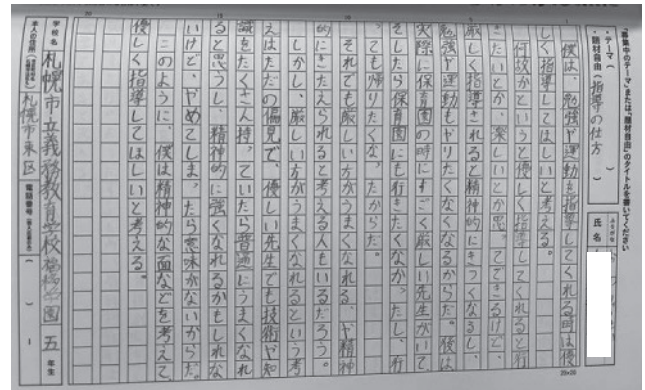 「募集中のテーマ」または「題材自由」のタイトルを書いてください
・テーマ（　　　　）
・題材自由（指導の仕方）
氏名
僕は、勉強や運動を指導してくれる時は優
しく指導してほしいと考える。
何故かというと優しく指導してくれると行
きたいとか、楽しいとか思ってできるけど、
厳しく指導されると精神的にきつくなるし、
勉強や運動もやりたくなくなるからだ。僕は
実際に保育園の時にすごく厳しい先生がいて、
そしたら保育園にも行きたくなかったし、行
っても帰りたくなったからだ。
それでも厳しい方がうまくなれる、や精神
的にきたえられると考える人もいるだろう。
しかし、厳しい方がうまくなれるという考
えはただの偏見で、優しい先生でも技術や知
識をたくさん持っていたら普通にうまくなれ
ると思うし、精神的に強くなれるかもしれな
いけど、やめてしまったら意味がないからだ。
このように、僕は精神的な面などを考えて、
優しく指導してほしいと考える。
学校名 札幌市立義務教育学校福移学園 五年生
本人の住所 札幌市東区 電話番号（　　）　－
20×20